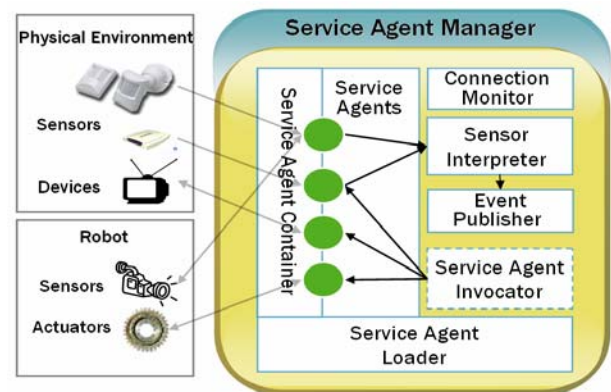 Service Agent Manager
Physical Environment
Sensors
Devices
Robot
Sensors
Actuators
Service Agent Container
Service
Agents
Connection
Monitor
Sensor
Interpreter
Event
Publisher
Service Agent
Invocator
Service Agent
Loader